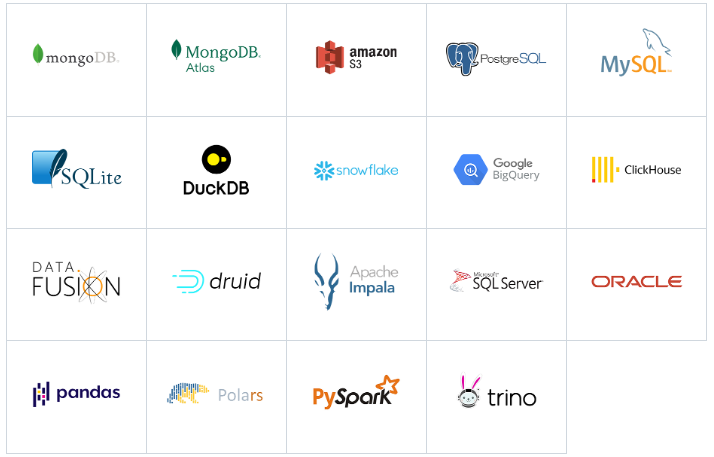 mongoDB.
MongoDB.
Atlas
amazon
S3
PostgreSQL
MySQL™
SQLite
DuckDB
snowflake
Google
BigQuery
ClickHouse
DATA
FUSION
druid
Apache
Impala
Microsoft
SQL Server
ORACLE
pandas
Polars
PySpark
trino